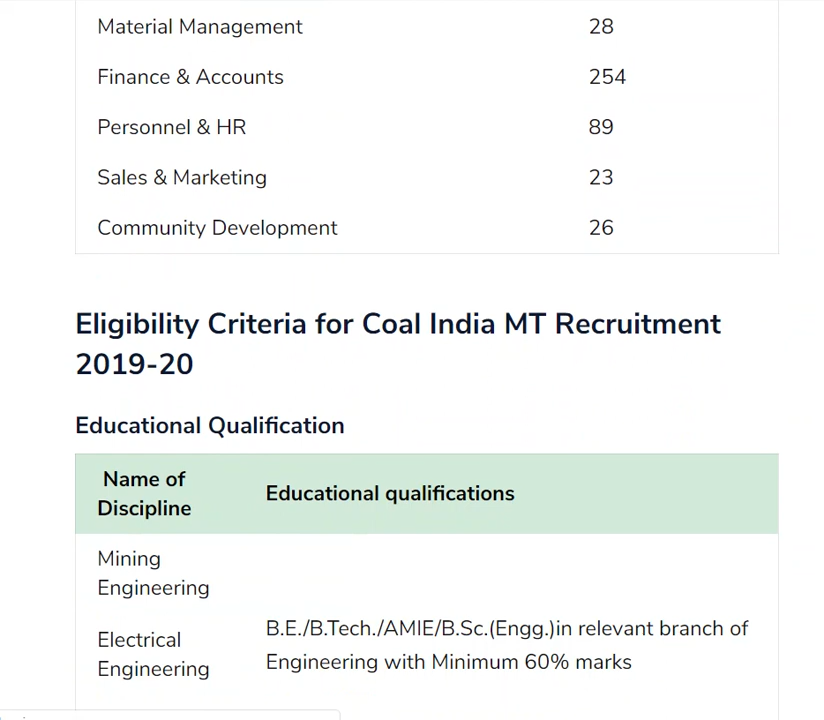 Material Management 28
Finance & Accounts 254
Personnel & HR 89
Sales & Marketing 23
Community Development 26
Eligibility Criteria for Coal India MT Recruitment
2019-20
Educational Qualification
Name of
Discipline
Educational qualifications
Mining
Engineering
Electrical
Engineering
B.E./B.Tech./AMIE/B.Sc.(Engg.)in relevant branch of
Engineering with Minimum 60% marks